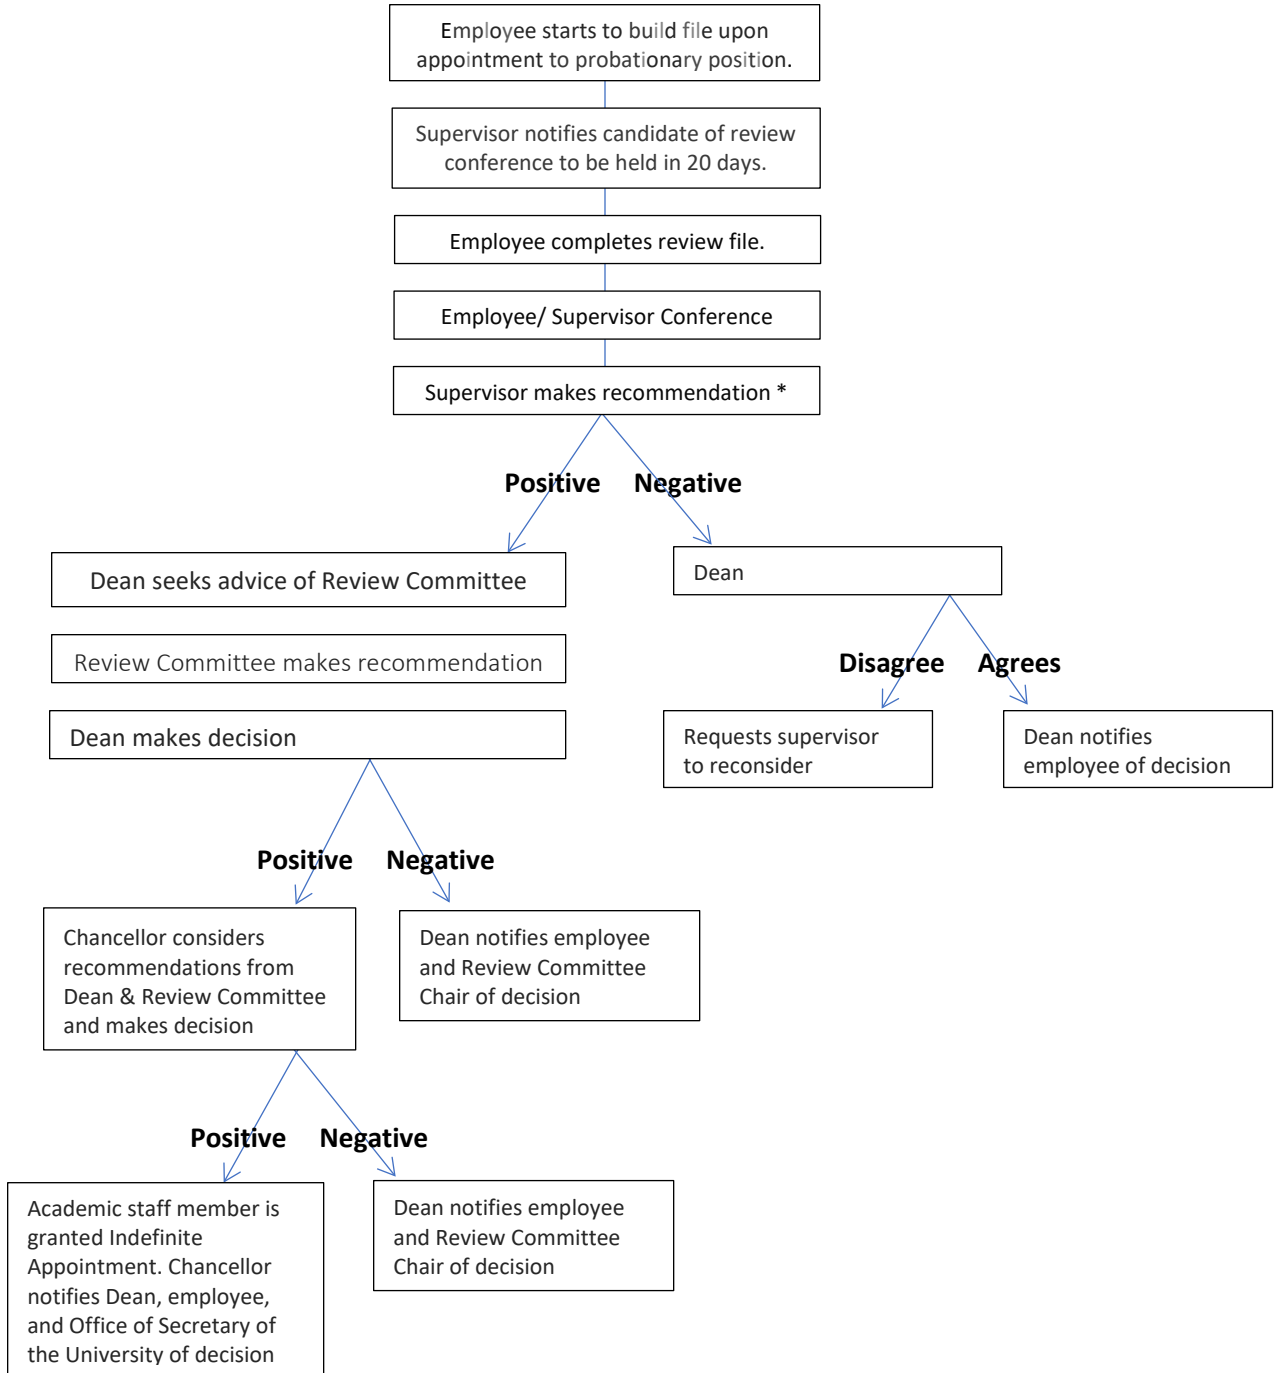 Employee starts to build file upon
appointment to probationary position.
Supervisor notifies candidate of review
conference to be held in 20 days.
Employee completes review file.
Employee/ Supervisor Conference
Supervisor makes recommendation *
Positive Negative
Dean seeks advice of Review Committee
Dean
Review Committee makes recommendation
Disagree Agrees
Dean makes decision
Requests supervisor
to reconsider
Dean notifies
employee of decision
Positive Negative
Chancellor considers
recommendations from
Dean & Review Committee
and makes decision
Dean notifies employee
and Review Committee
Chair of decision
Positive Negative
Academic staff member is
granted Indefinite
Appointment. Chancellor
notifies Dean, employee,
and Office of Secretary of
the University of decision
Dean notifies employee
and Review Committee
Chair of decision